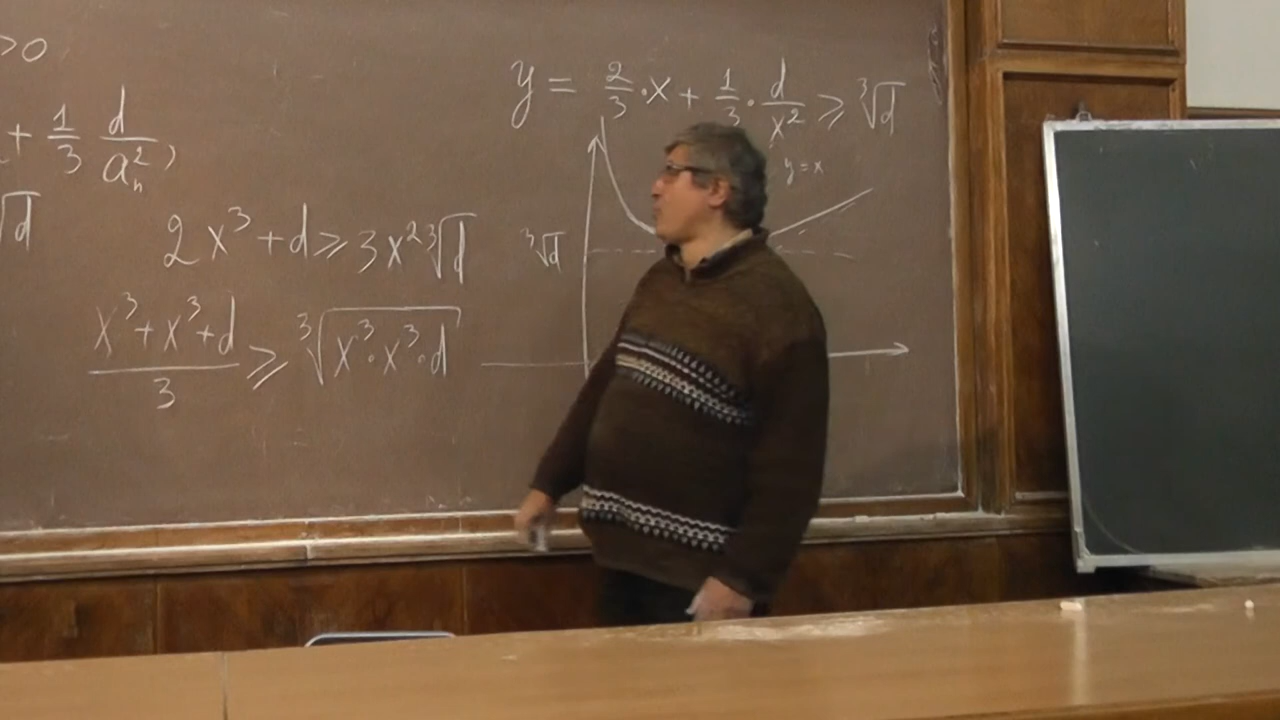 >0
+ 1/3 d/a_n^2 ,
√d
2x^3 + d ⩾ 3x^2 ∛d
(x^3 + x^3 + d)/3 ⩾ ∛(x^3 · x^3 · d)
y = 2/3 · x + 1/3 · d/x^2 ⩾ ∛d
y = x
∛d